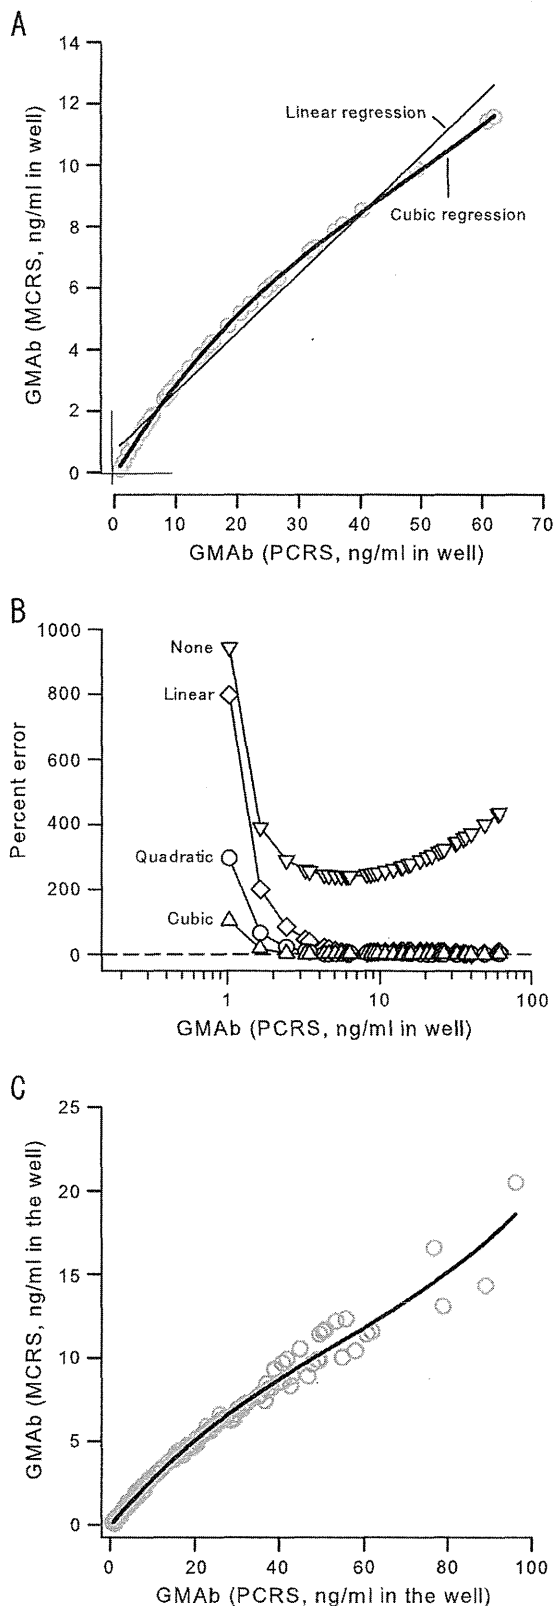 A
14
12
10
8
6
4
2
0
GMAb (MCRS, ng/ml in well)
Linear regression
Cubic regression
0 10 20 30 40 50 60 70
GMAb (PCRS, ng/ml in well)
B
1000
800
600
400
200
0
Percent error
None
Linear
Quadratic
Cubic
1 10 100
GMAb (PCRS, ng/ml in well)
C
25
20
15
10
5
0
GMAb (MCRS, ng/ml in the well)
0 20 40 60 80 100
GMAb (PCRS, ng/ml in the well)